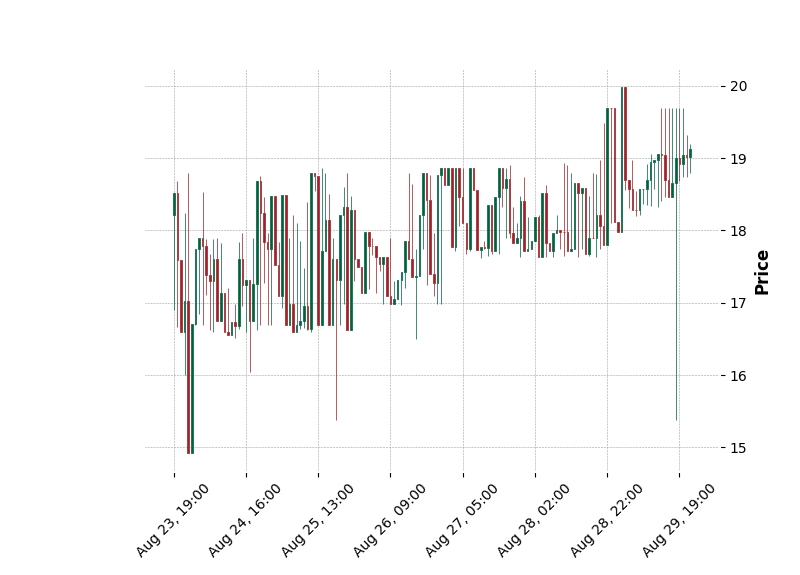 20
19
18
17
16
15
Price
Aug 23, 19:00
Aug 24, 16:00
Aug 25, 13:00
Aug 26, 09:00
Aug 27, 05:00
Aug 28, 02:00
Aug 28, 22:00
Aug 29, 19:00